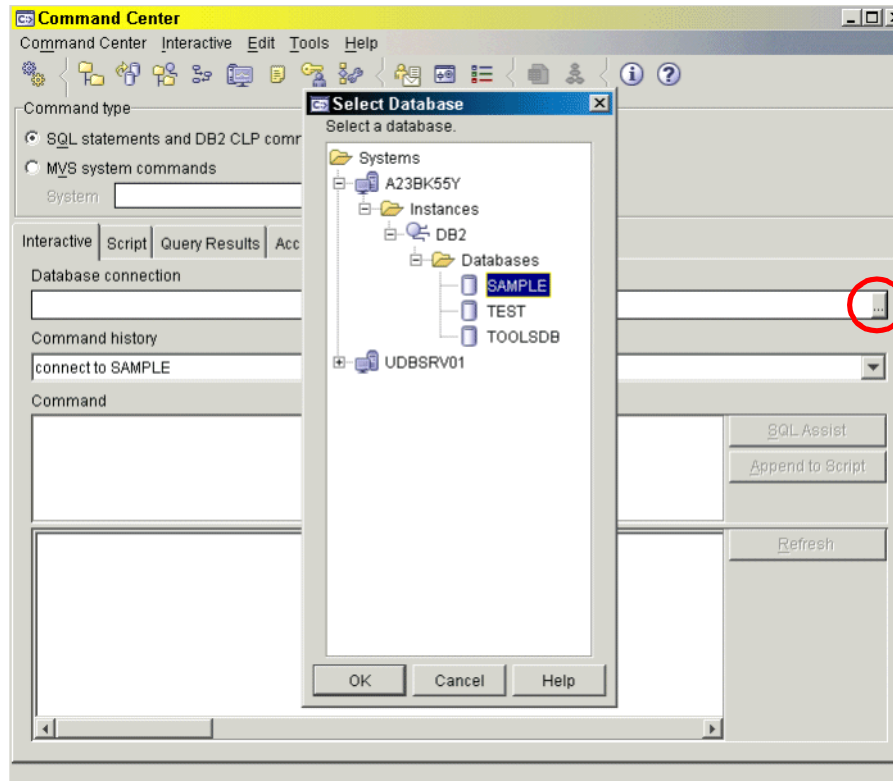 Command Center
Command Center Interactive Edit Tools Help
Command type
SQL statements and DB2 CLP comm
MVS system commands
System
Interactive Script Query Results Acc
Database connection
...
Command history
connect to SAMPLE
Command
SQL Assist
Append to Script
Refresh
Select Database
Select a database.
Systems
A23BK55Y
Instances
DB2
Databases
SAMPLE
TEST
TOOLSDB
UDBSRV01
OK Cancel Help